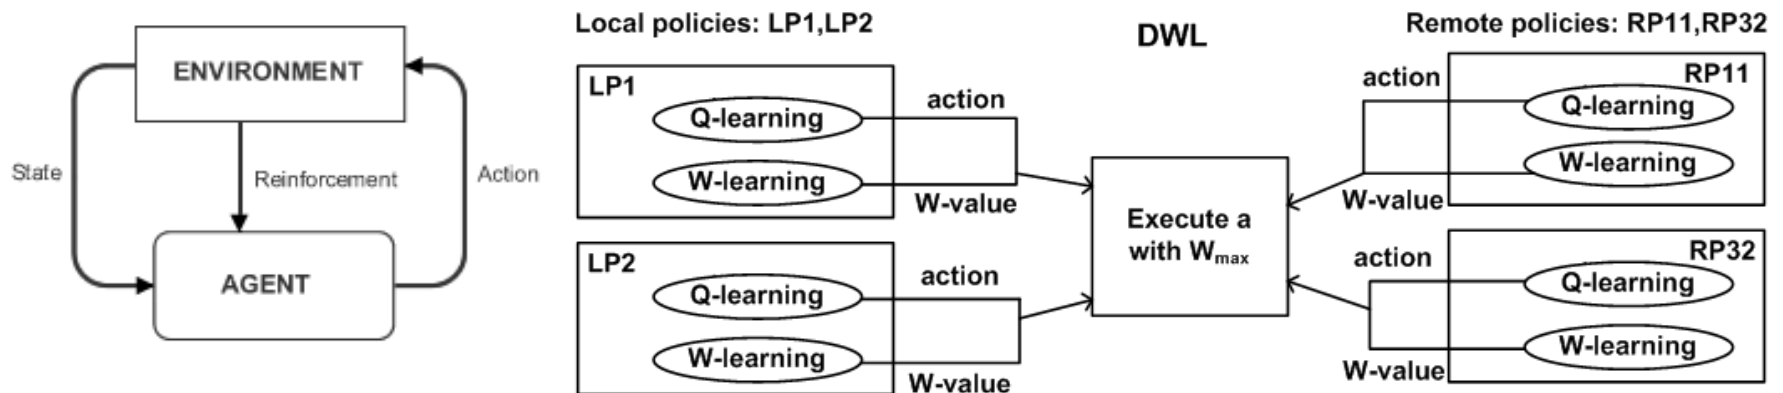 ENVIRONMENT
State
Reinforcement
Action
AGENT
Local policies: LP1,LP2
DWL
Remote policies: RP11,RP32
LP1
Q-learning
W-learning
action
W-value
LP2
Q-learning
W-learning
action
W-value
Execute a
with Wmax
action
W-value
RP11
Q-learning
W-learning
action
W-value
RP32
Q-learning
W-learning